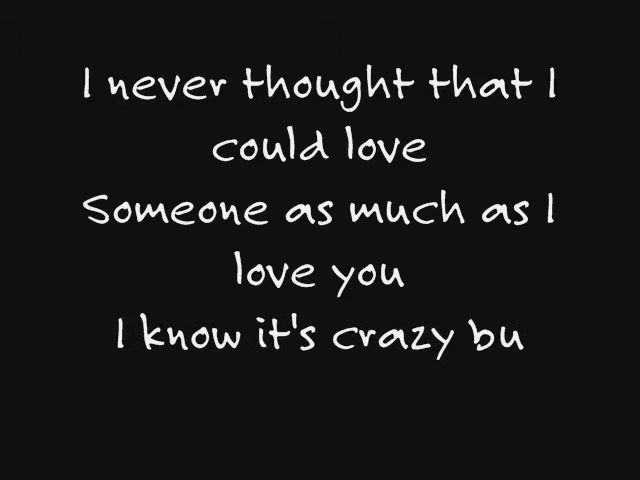 I never thought that I
could love
Someone as much as I
love you
I know it's crazy bu